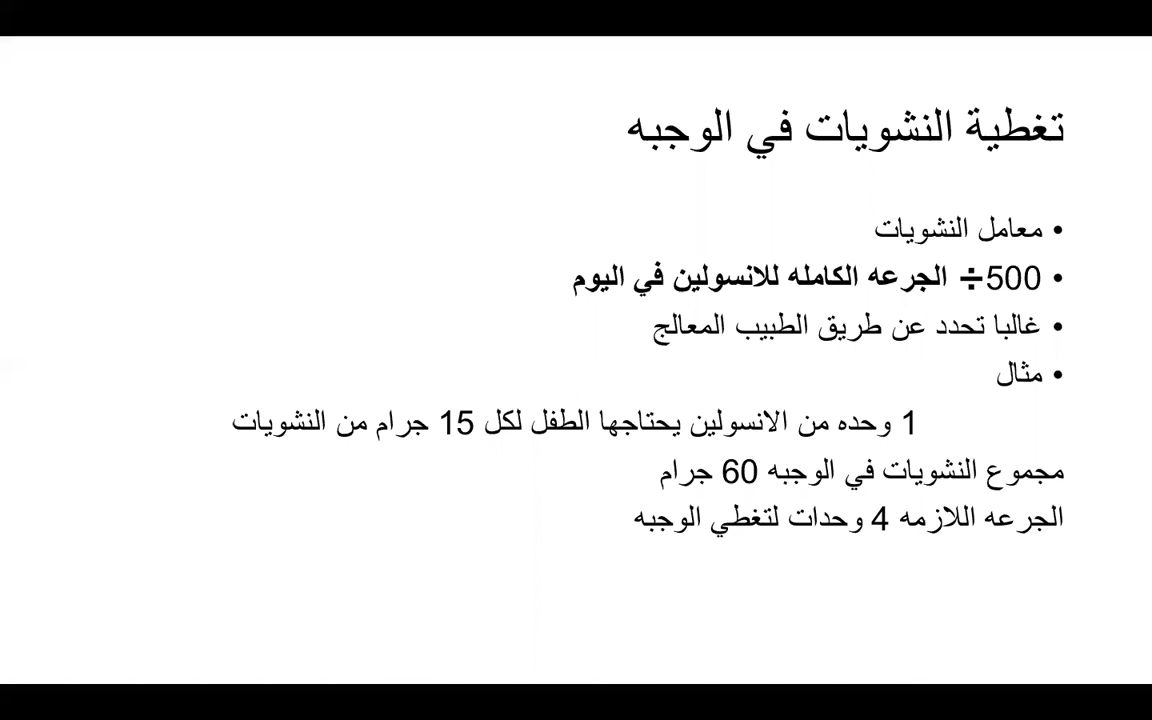 تغطية النشويات في الوجبه
• معامل النشويات
• 500÷ الجرعه الكامله للانسولين في اليوم
• غالبا تحدد عن طريق الطبيب المعالج
• مثال
1 وحده من الانسولين يحتاجها الطفل لكل 15 جرام من النشويات
مجموع النشويات في الوجبه 60 جرام
الجرعه اللازمه 4 وحدات لتغطي الوجبه